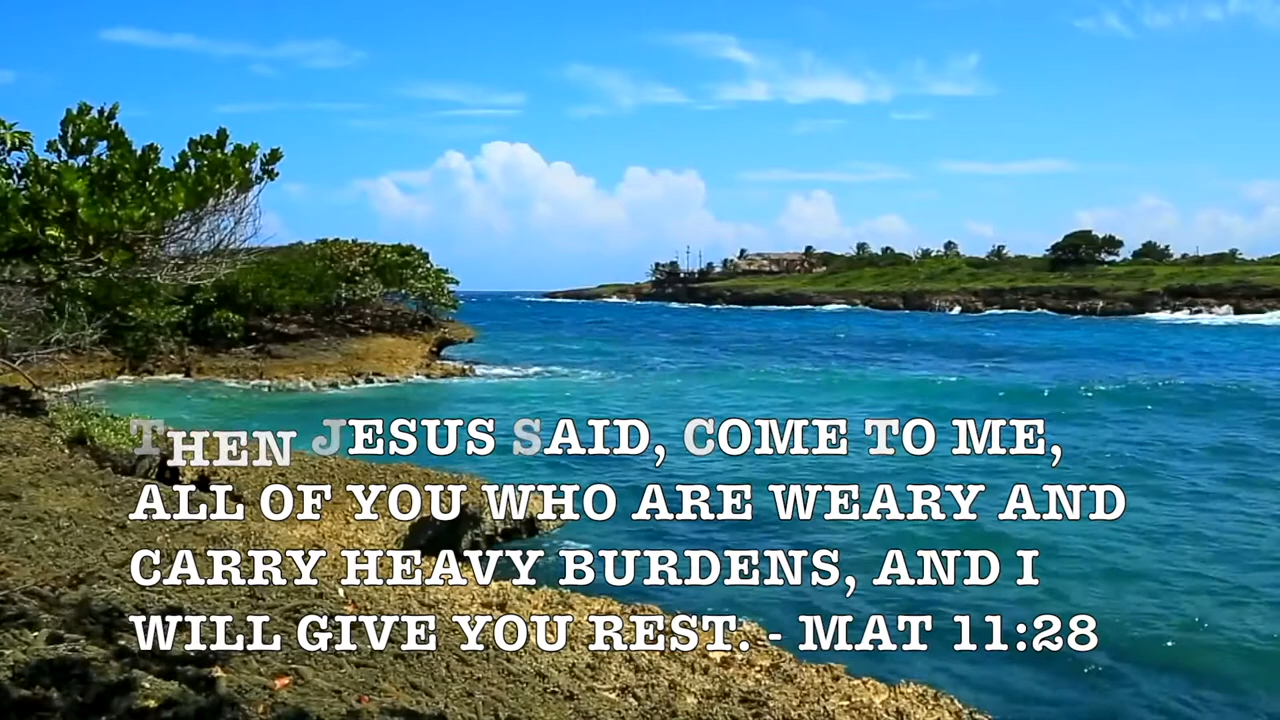 THEN JESUS SAID, COME TO ME,
ALL OF YOU WHO ARE WEARY AND
CARRY HEAVY BURDENS, AND I
WILL GIVE YOU REST. - MAT 11:28